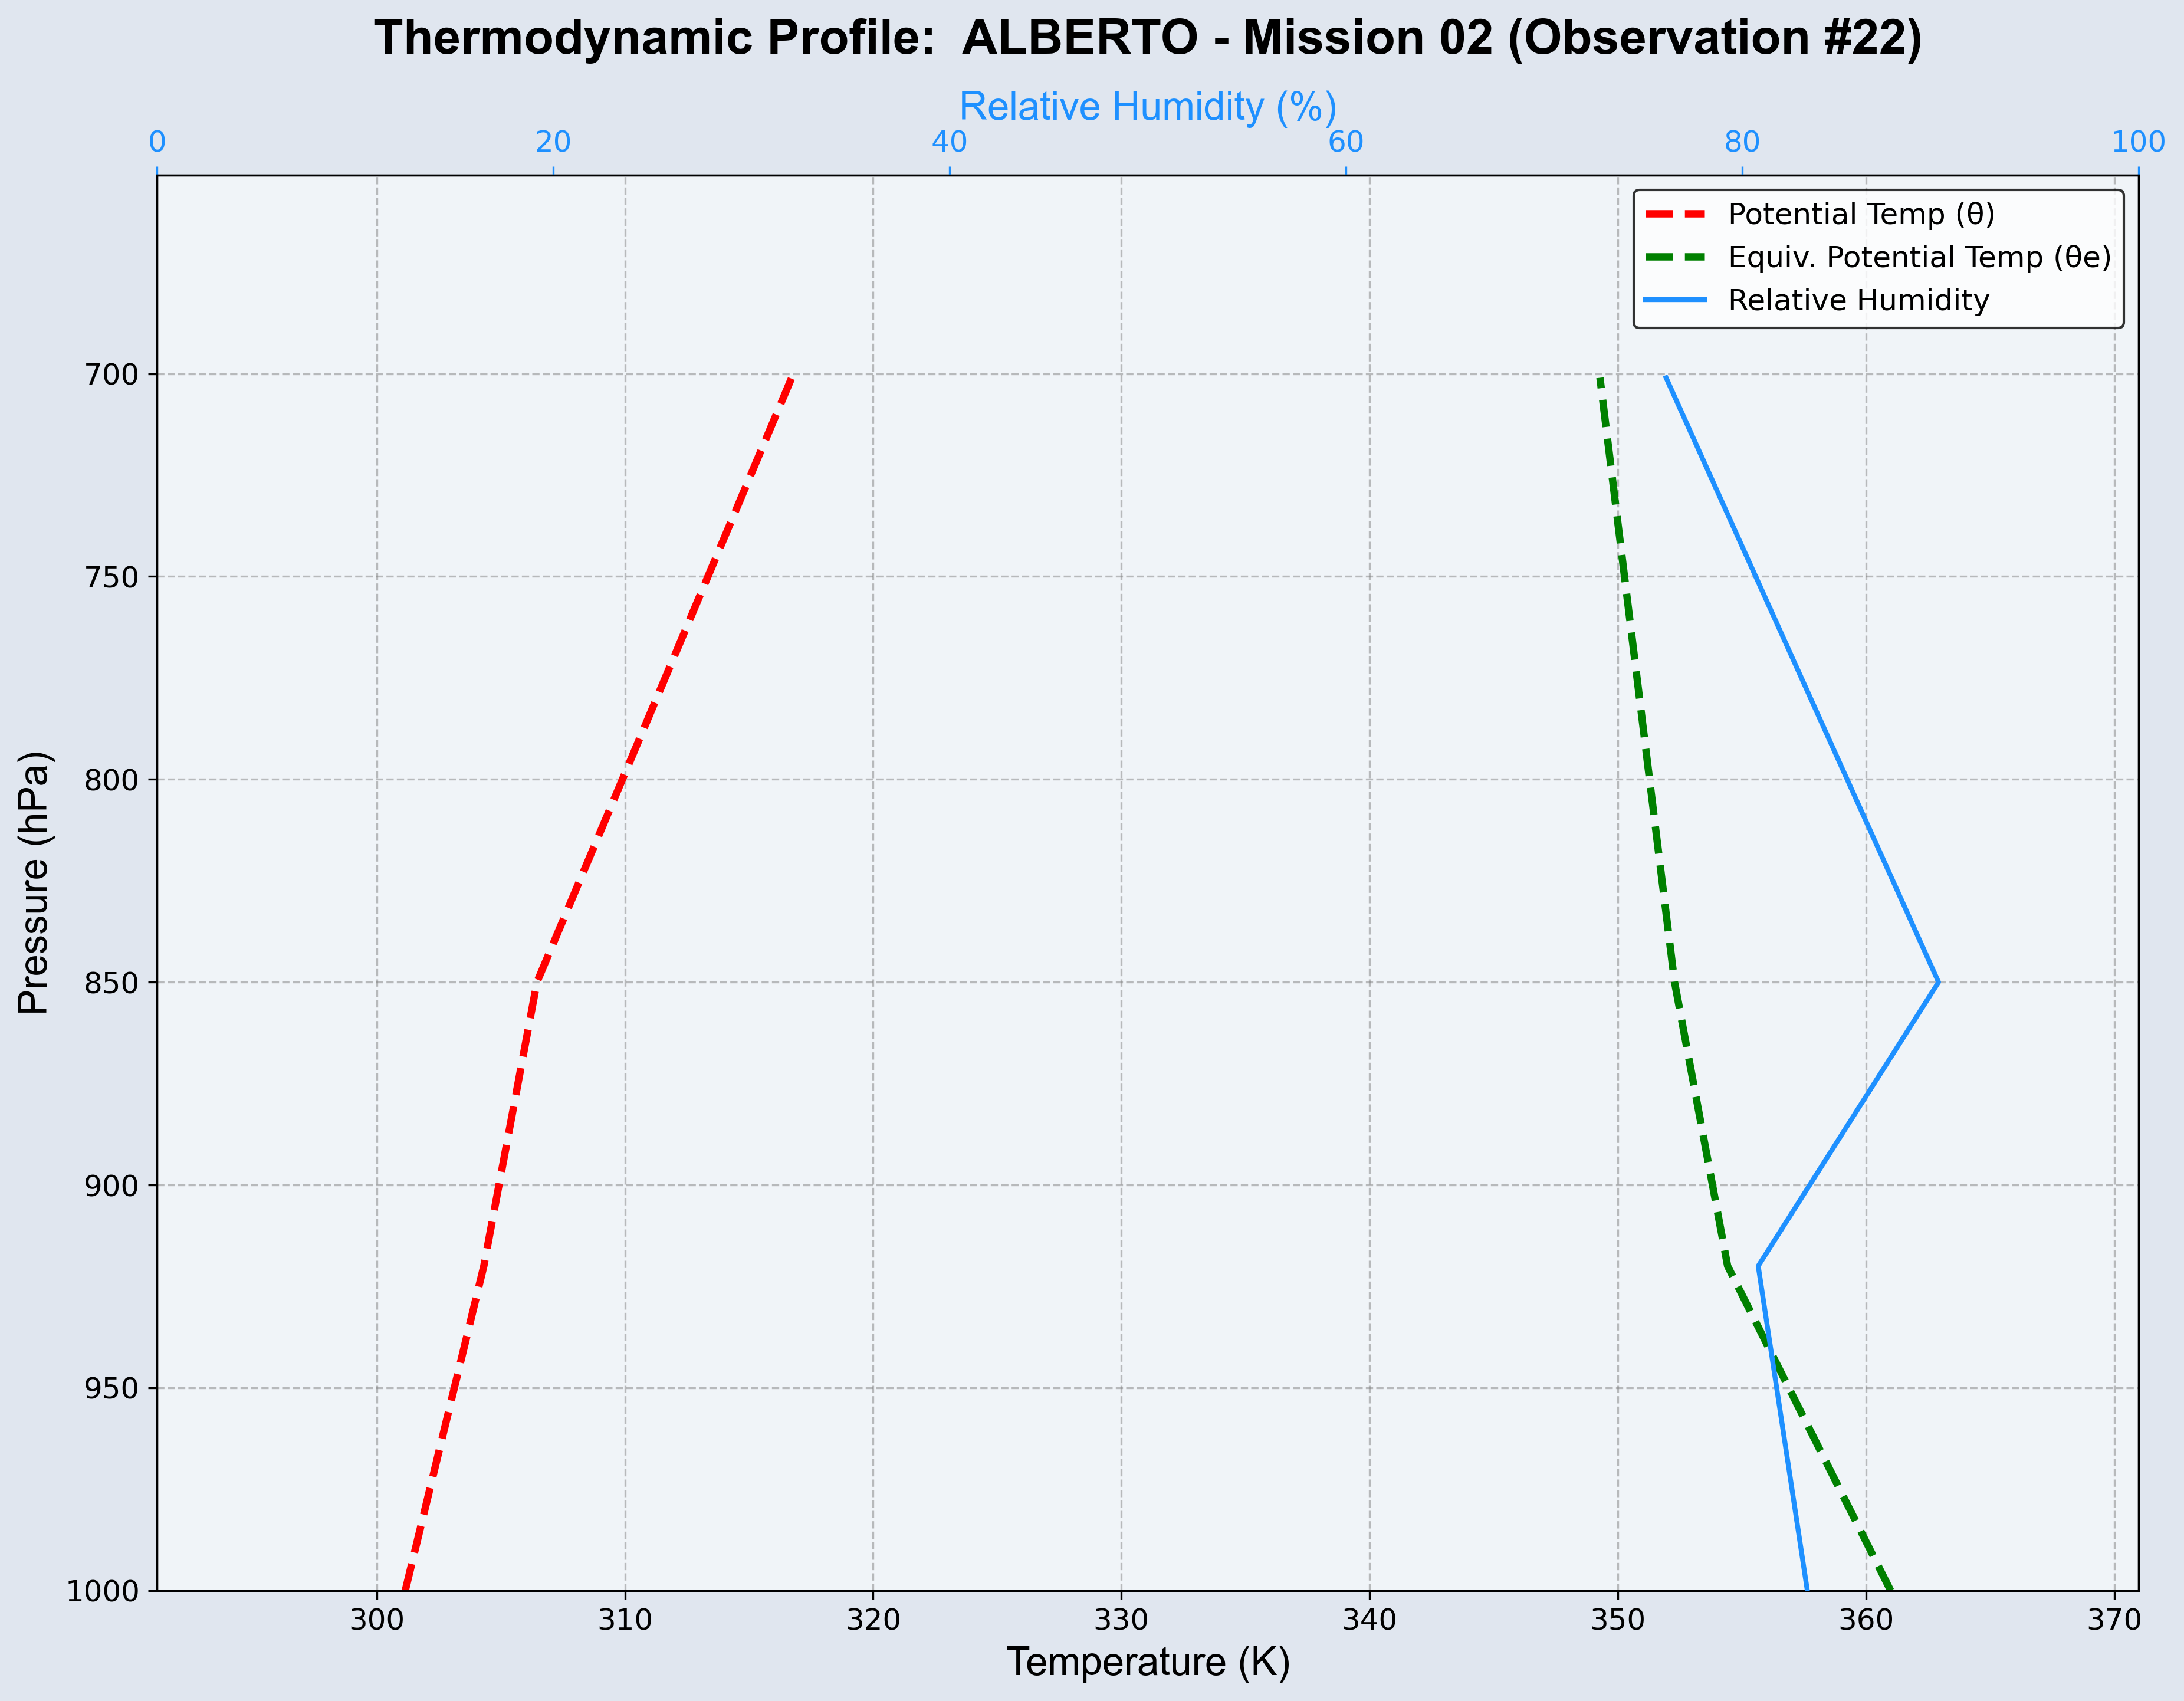 Thermodynamic Profile:  ALBERTO - Mission 02 (Observation #22)
Relative Humidity (%)
0 20 40 60 80 100
Potential Temp (θ)
Equiv. Potential Temp (θe)
Relative Humidity
Pressure (hPa)
700
750
800
850
900
950
1000
300 310 320 330 340 350 360 370
Temperature (K)